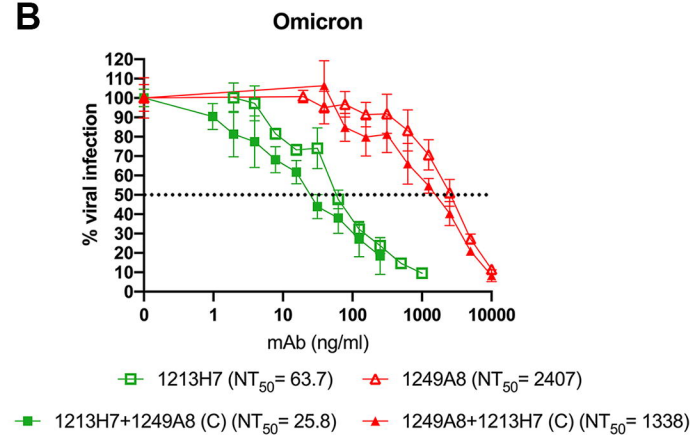 B
Omicron
120
110
100
90
80
70
60
50
40
30
20
10
0
% viral infection
0 1 10 100 1000 10000
mAb (ng/ml)
1213H7 (NT50= 63.7) 1249A8 (NT50= 2407)
1213H7+1249A8 (C) (NT50= 25.8) 1249A8+1213H7 (C) (NT50= 1338)